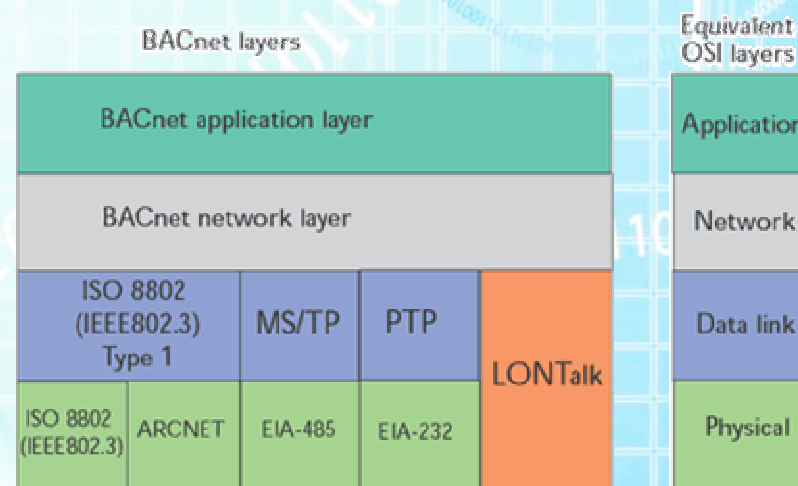 BACnet layers
Equivalent
OSI layers
BACnet application layer
Application
BACnet network layer
Network
ISO 8802
(IEEE802.3)
Type 1
MS/TP
PTP
LONTalk
Data link
ISO 8802
(IEEE802.3)
ARCNET
EIA-485
EIA-232
Physical